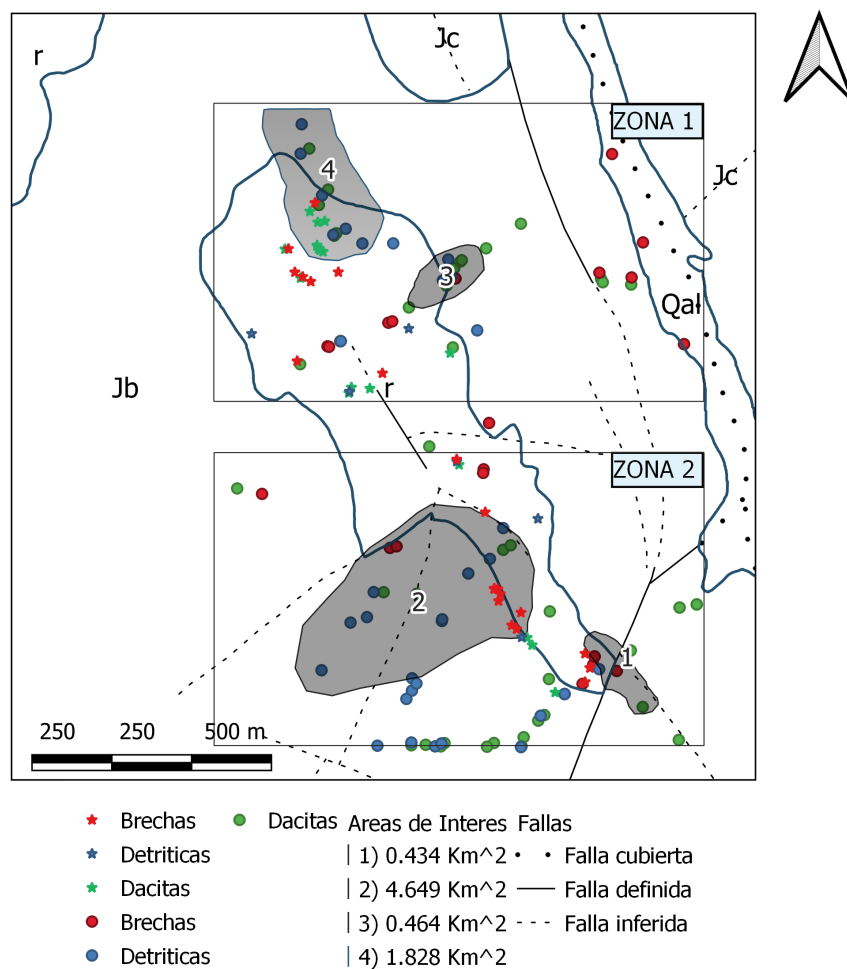 r
Jc
ZONA 1
Jc
4
3
Qal
Jb
r
ZONA 2
2
1
250 250 500 m
Brechas Dacitas Areas de Interes Fallas
Detriticas 1) 0.434 Km^2 Falla cubierta
Dacitas 2) 4.649 Km^2 Falla definida
Brechas 3) 0.464 Km^2 Falla inferida
Detriticas 4) 1.828 Km^2